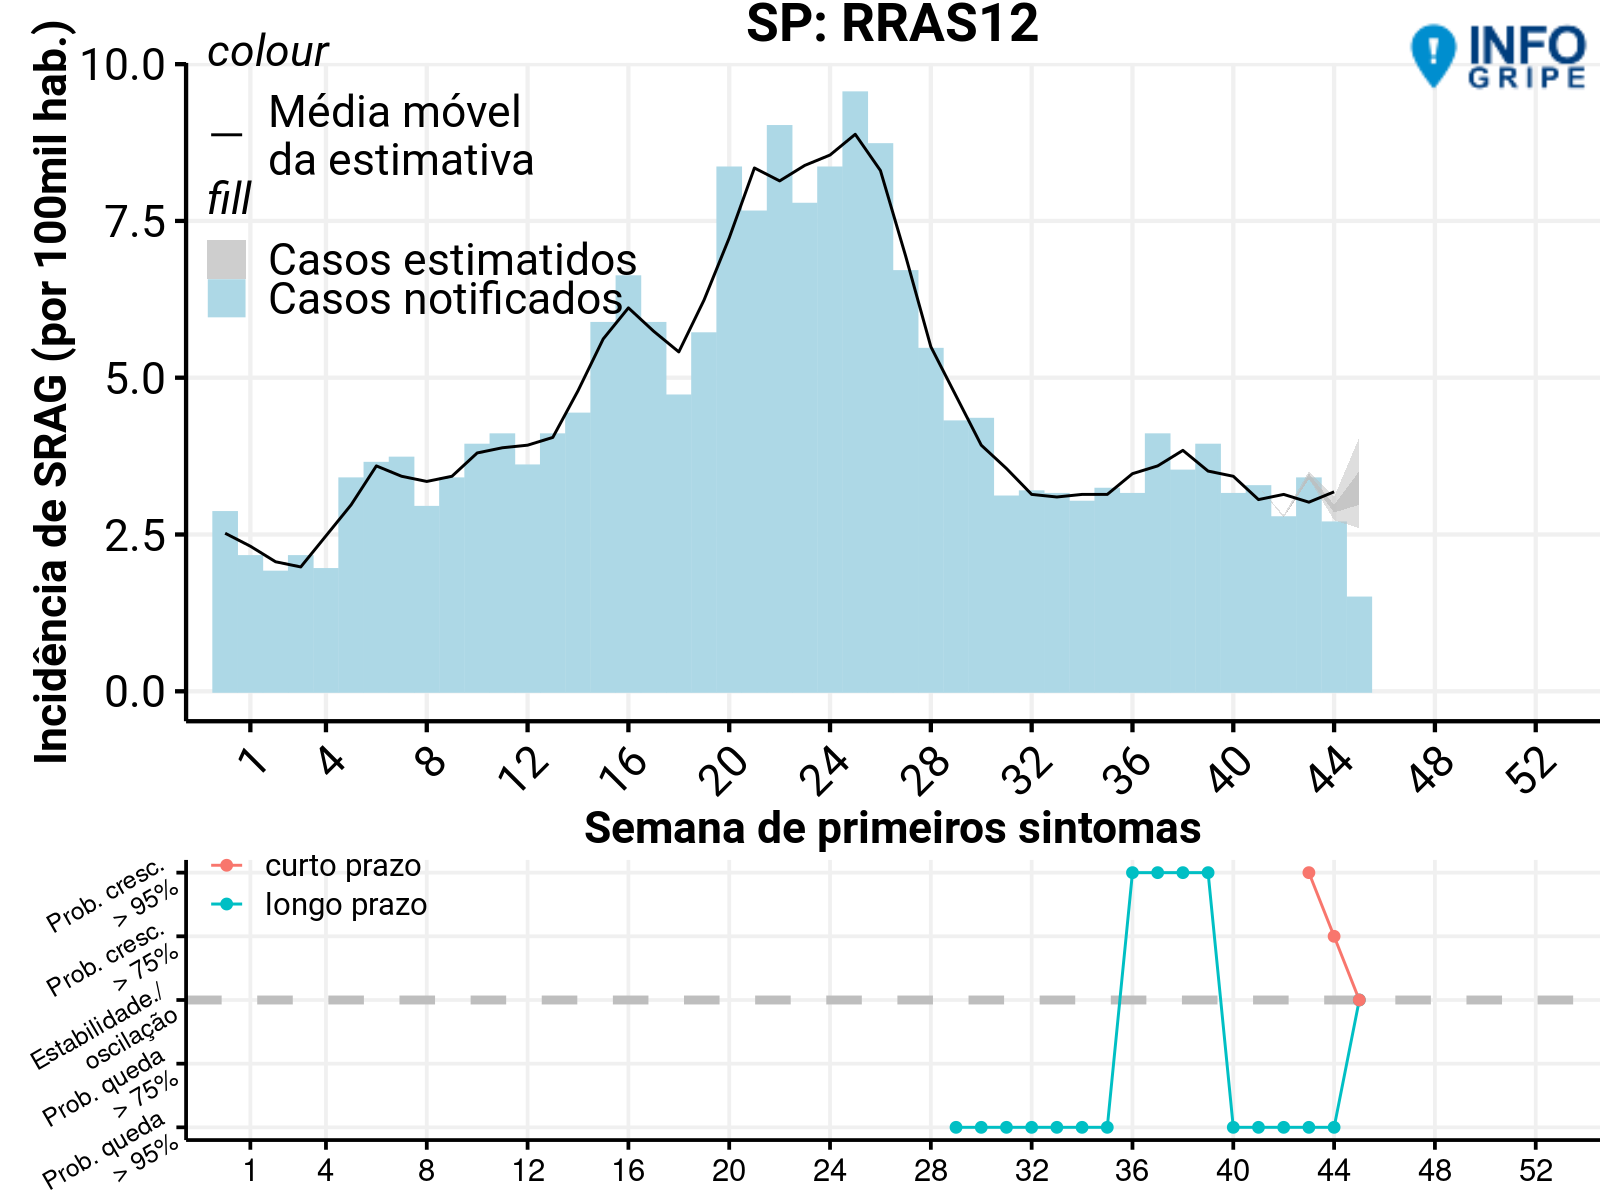 SP: RRAS12
INFO
GRIPE
Incidência de SRAG (por 100mil hab.)
10.0
7.5
5.0
2.5
0.0
colour
Média móvel
da estimativa
fill
Casos estimatidos
Casos notificados
1 4 8 12 16 20 24 28 32 36 40 44 48 52
Semana de primeiros sintomas
curto prazo
longo prazo
Prob. cresc.
> 95%
Prob. cresc.
> 75%
Estabilidade./
oscilação
Prob. queda
> 75%
Prob. queda
> 95%
1 4 8 12 16 20 24 28 32 36 40 44 48 52